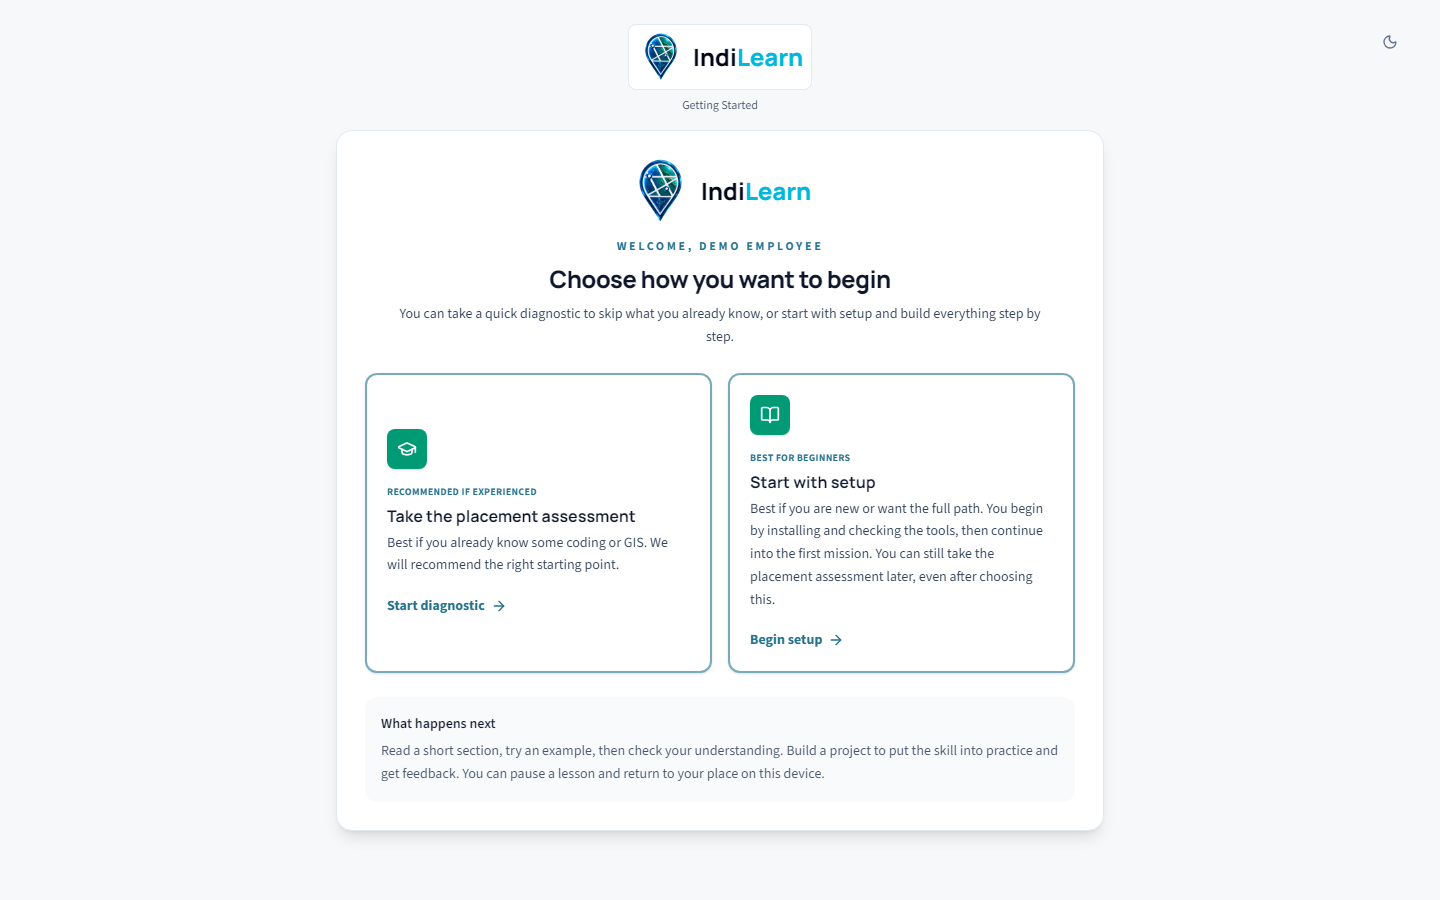 IndiLearn
Getting Started
IndiLearn
WELCOME, DEMO EMPLOYEE
Choose how you want to begin
You can take a quick diagnostic to skip what you already know, or start with setup and build everything step by
step.
RECOMMENDED IF EXPERIENCED
Take the placement assessment
Best if you already know some coding or GIS. We
will recommend the right starting point.
Start diagnostic
BEST FOR BEGINNERS
Start with setup
Best if you are new or want the full path. You begin
by installing and checking the tools, then continue
into the first mission. You can still take the
placement assessment later, even after choosing
this.
Begin setup
What happens next
Read a short section, try an example, then check your understanding. Build a project to put the skill into practice and
get feedback. You can pause a lesson and return to your place on this device.